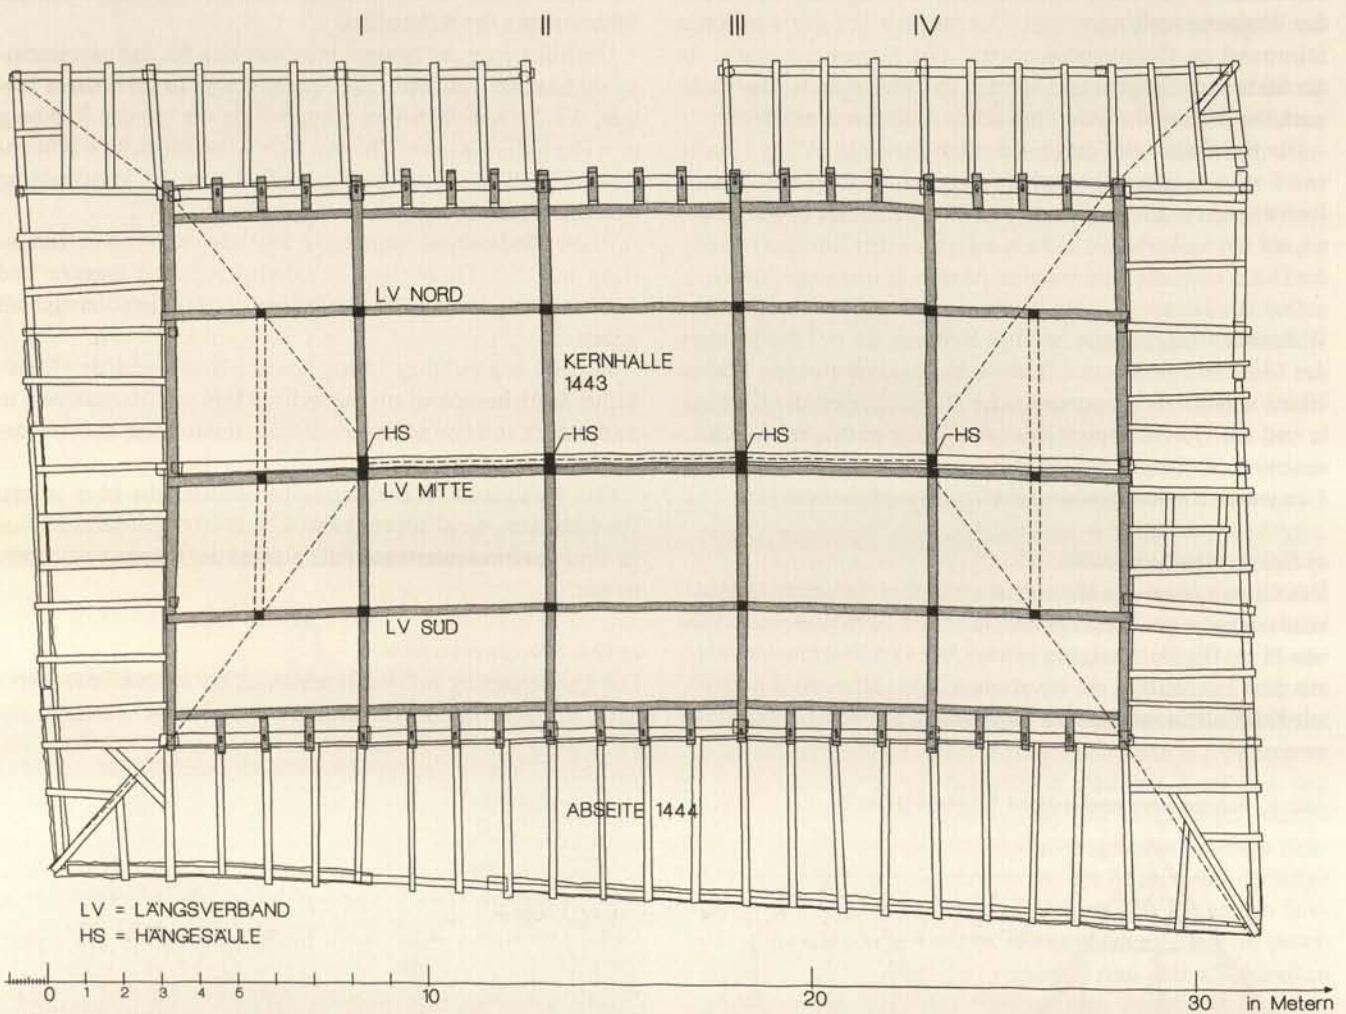 I II III IV
LV NORD
KERNHALLE
1443
HS HS HS HS
LV MITTE
LV SÜD
ABSEITE 1444
LV = LÄNGSVERBAND
HS = HÄNGESÄULE
0 1 2 3 4 5 10 20 30 in Metern